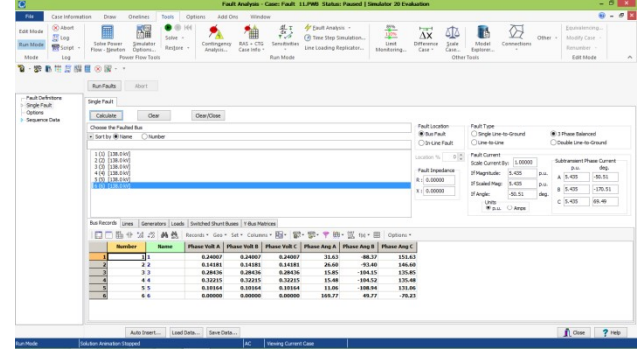 Fault Analysis - Case: Fault 11.PWB Status: Paused | Simulator 20 Evaluation
File Case Information Draw Onelines Tools Options Add Ons Window
Edit Mode
Run Mode
Abort
Log
Script
Solve Power Flow - Newton
Simulator Options...
Solve
Restore
Contingency Analysis...
RAS + CTG Case Info
Sensitivities
Fault Analysis
Time Step Simulation...
Line Loading Replicator...
Limit Monitoring...
Difference Case
Scale Case...
Model Explorer...
Connections
Other
Equivalencing...
Modify Case
Renumber
Mode Log Power Flow Tools Run Mode Other Tools Edit Mode
Run Faults Abort
Fault Definitions
Single Fault
Options
Sequence Data
Single Fault
Calculate Clear Clear/Close
Choose the Faulted Bus
Sort by Name Number
1 (1) [138.0 kV]
2 (2) [138.0 kV]
3 (3) [138.0 kV]
4 (4) [138.0 kV]
5 (5) [138.0 kV]
6 (6) [138.0 kV]
Fault Location
Bus Fault
In-Line Fault
Location % 5
Fault Impedance
R : 0.00000
X : 0.00000
Fault Type
Single Line-to-Ground 3 Phase Balanced
Line-to-Line Double Line-to-Ground
Fault Current
Scale Current By: 1.00000
If Magnitude: 5.435 p.u.
If Scaled Mag: 5.435 p.u.
If Angle: -50.51 deg.
Units
p.u. Amps
Subtransient Phase Current
p.u. deg.
A 5.435 -50.51
B 5.435 -170.51
C 5.435 69.49
Bus Records Lines Generators Loads Switched Shunt Buses Y-Bus Matrices
Records Geo Set Columns f(x) Options
Number Name Phase Volt A Phase Volt B Phase Volt C Phase Ang A Phase Ang B Phase Ang C
1 1 1 0.24007 0.24007 0.24007 31.63 -88.37 151.63
2 2 2 0.14181 0.14181 0.14181 26.60 -93.40 146.60
3 3 3 0.28436 0.28436 0.28436 15.85 -104.15 135.85
4 4 4 0.32215 0.32215 0.32215 15.48 -104.52 135.48
5 5 5 0.10164 0.10164 0.10164 11.06 -108.94 131.06
6 6 6 0.00000 0.00000 0.00000 169.77 49.77 -70.23
Auto Insert... Load Data... Save Data... Close Help
Run Mode Solution Animation Stopped AC Viewing Current Case